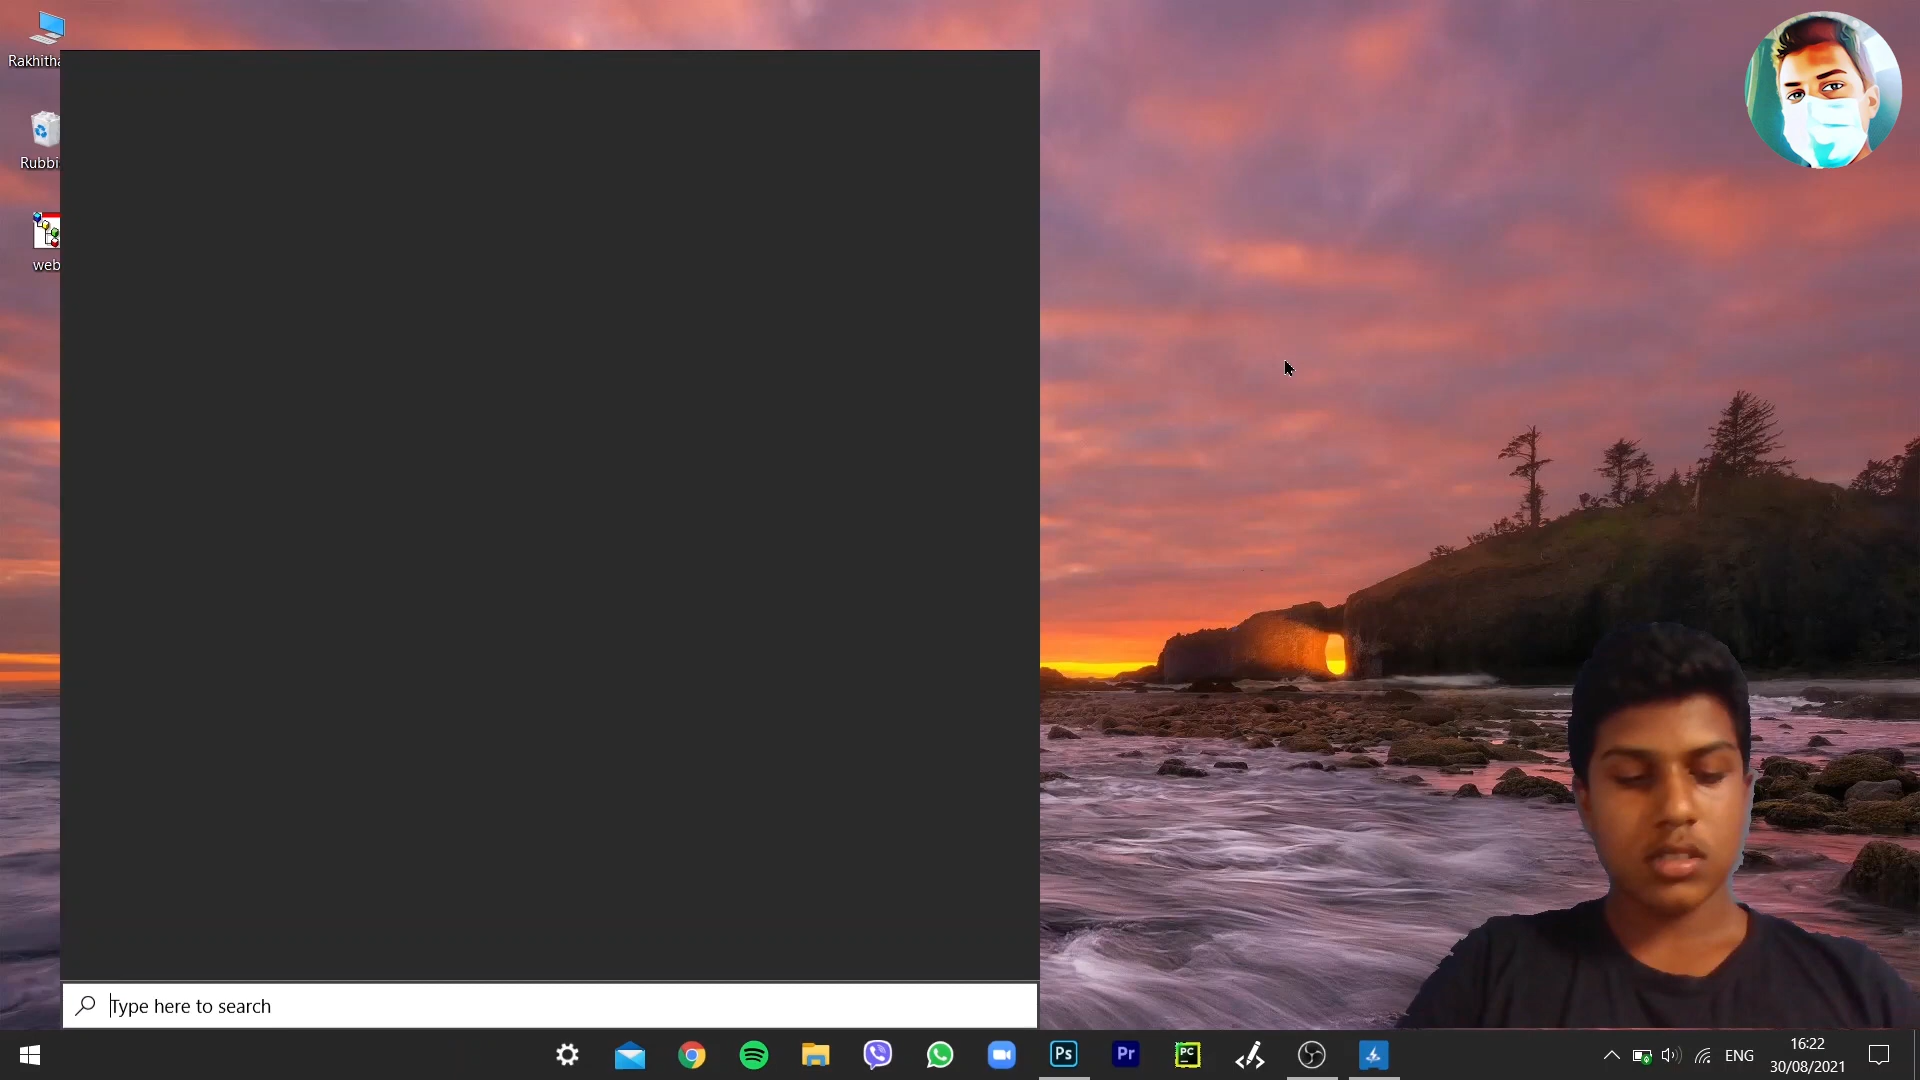 Rakhitha
Rubbi
web
Type here to search
Ps
Pr
PC
ENG
16:22
30/08/2021